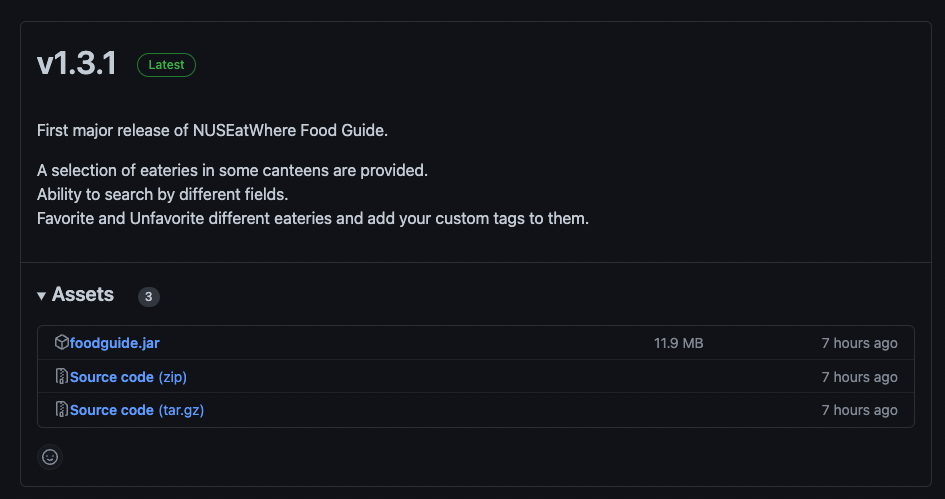 v1.3.1 Latest
First major release of NUSEatWhere Food Guide.
A selection of eateries in some canteens are provided.
Ability to search by different fields.
Favorite and Unfavorite different eateries and add your custom tags to them.
Assets 3
foodguide.jar 11.9 MB 7 hours ago
Source code (zip) 7 hours ago
Source code (tar.gz) 7 hours ago